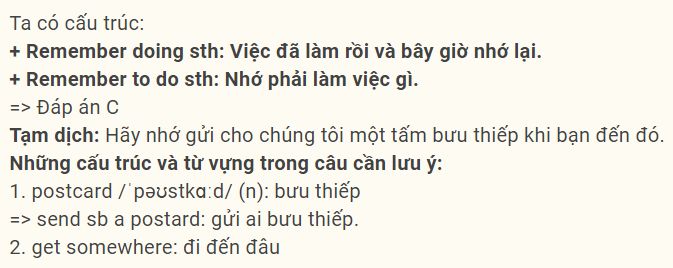 Ta có cấu trúc:
+ Remember doing sth: Việc đã làm rồi và bây giờ nhớ lại.
+ Remember to do sth: Nhớ phải làm việc gì.
=> Đáp án C
Tạm dịch: Hãy nhớ gửi cho chúng tôi một tấm bưu thiếp khi bạn đến đó.
Những cấu trúc và từ vựng trong câu cần lưu ý:
1. postcard /ˈpəʊstkɑːd/ (n): bưu thiếp
=> send sb a postard: gửi ai bưu thiếp.
2. get somewhere: đi đến đâu